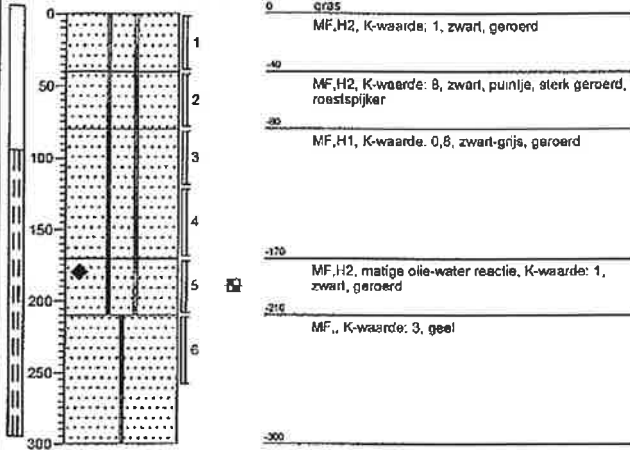 0
50
100
150
200
250
300
1
2
3
4
5
6
0 gras
MF,H2, K-waarde: 1, zwart, geroerd
-40
MF,H2, K-waarde: 8, zwart, puintje, sterk geroerd,
roestspijker
-80
MF,H1, K-waarde. 0,8, zwart-grijs, geroerd
-170
MF,H2, matige olie-water reactie, K-waarde: 1,
zwart, geroerd
-210
MF,, K-waarde: 3, geel
-300